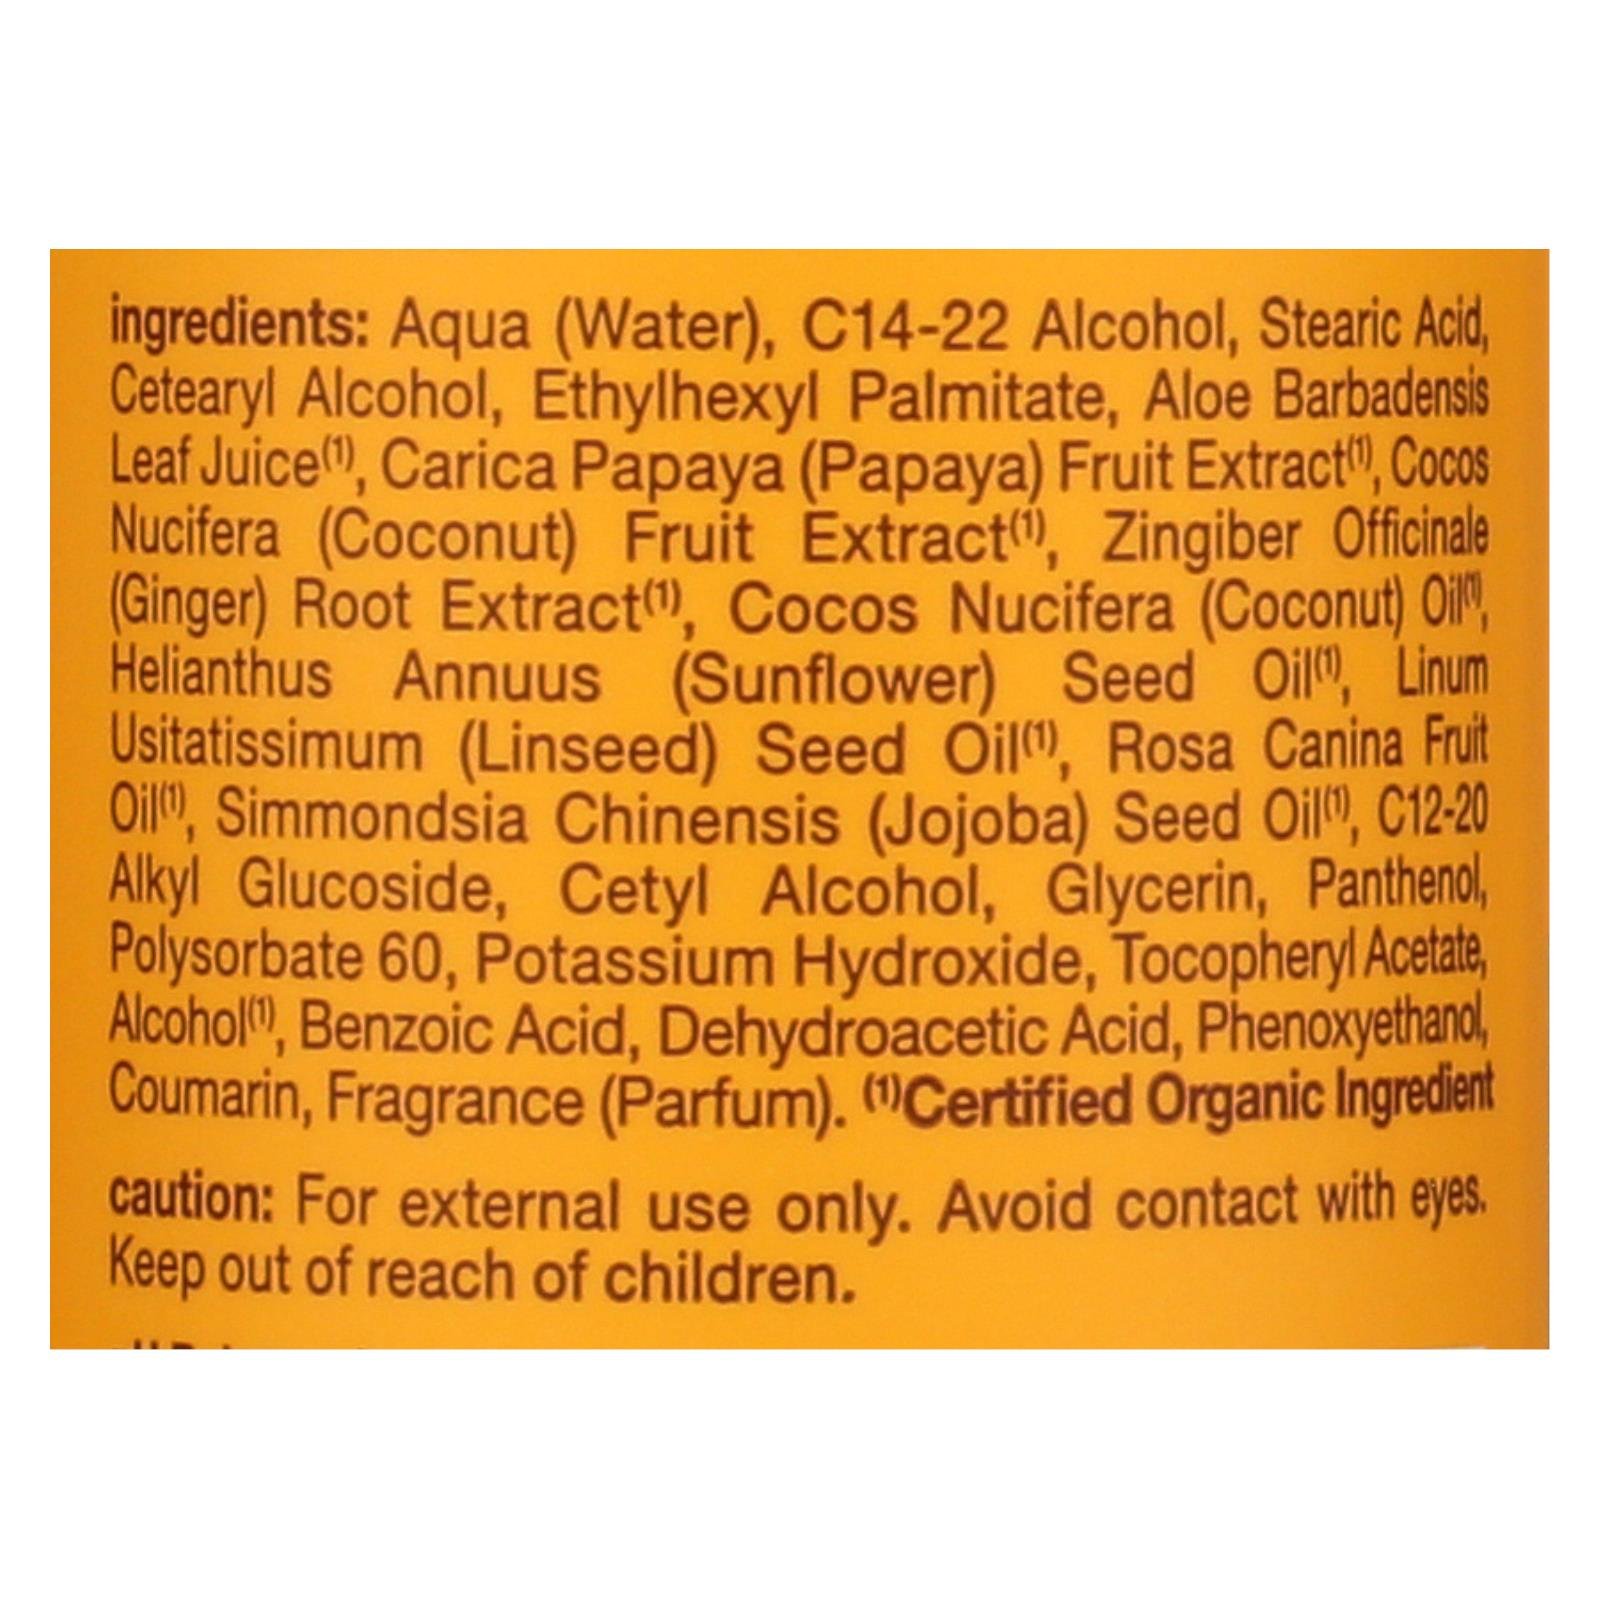 ingredients: Aqua (Water), C14-22 Alcohol, Stearic Acid,
Cetearyl Alcohol, Ethylhexyl Palmitate, Aloe Barbadensis
Leaf Juice(1), Carica Papaya (Papaya) Fruit Extract(1), Cocos
Nucifera (Coconut) Fruit Extract(1), Zingiber Officinale
(Ginger) Root Extract(1), Cocos Nucifera (Coconut) Oil(1),
Helianthus Annuus (Sunflower) Seed Oil(1), Linum
Usitatissimum (Linseed) Seed Oil(1), Rosa Canina Fruit
Oil(1), Simmondsia Chinensis (Jojoba) Seed Oil(1), C12-20
Alkyl Glucoside, Cetyl Alcohol, Glycerin, Panthenol,
Polysorbate 60, Potassium Hydroxide, Tocopheryl Acetate,
Alcohol(1), Benzoic Acid, Dehydroacetic Acid, Phenoxyethanol,
Coumarin, Fragrance (Parfum). (1)Certified Organic Ingredient
caution: For external use only. Avoid contact with eyes.
Keep out of reach of children.